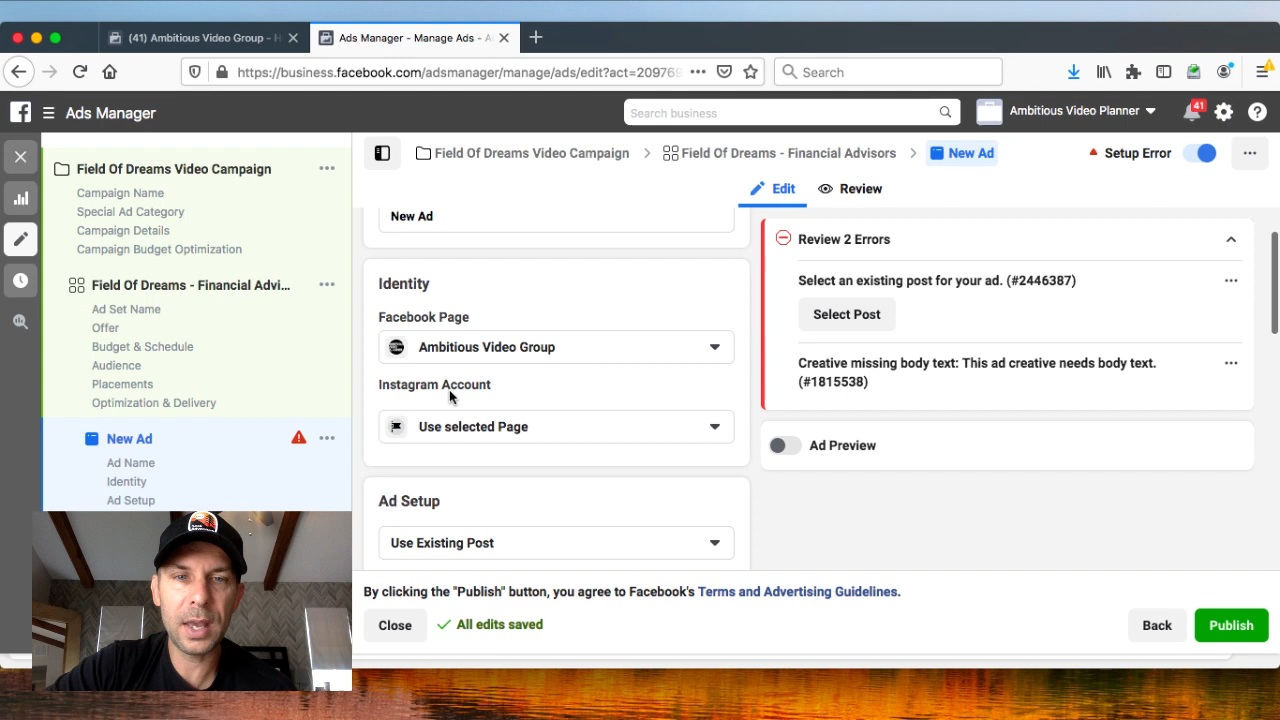 (41) Ambitious Video Group - H
Ads Manager - Manage Ads - A
https://business.facebook.com/adsmanager/manage/ads/edit?act=209769
Search
Ads Manager
Search business
Ambitious Video Planner
41
Field Of Dreams Video Campaign
Campaign Name
Special Ad Category
Campaign Details
Campaign Budget Optimization
Field Of Dreams - Financial Advi...
Ad Set Name
Offer
Budget & Schedule
Audience
Placements
Optimization & Delivery
New Ad
Ad Name
Identity
Ad Setup
Field Of Dreams Video Campaign
Field Of Dreams - Financial Advisors
New Ad
Setup Error
Edit
Review
New Ad
Identity
Facebook Page
Ambitious Video Group
Instagram Account
Use selected Page
Ad Setup
Use Existing Post
Review 2 Errors
Select an existing post for your ad. (#2446387)
Select Post
Creative missing body text: This ad creative needs body text.
(#1815538)
Ad Preview
By clicking the "Publish" button, you agree to Facebook's Terms and Advertising Guidelines.
Close
All edits saved
Back
Publish